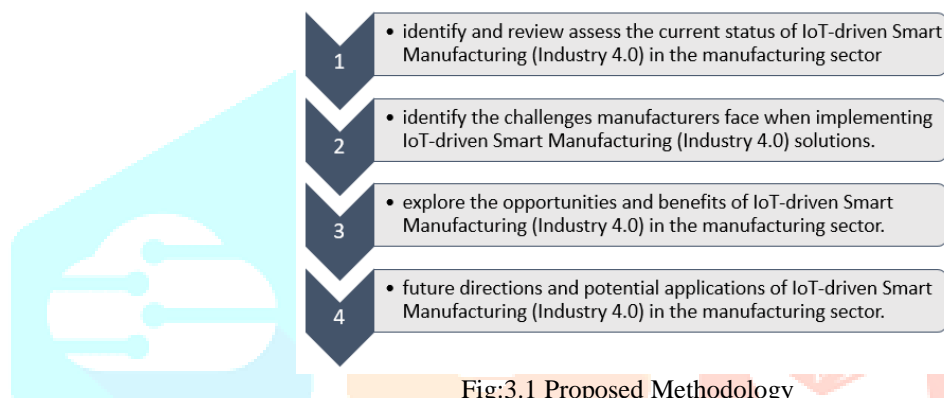 1
• identify and review assess the current status of IoT-driven Smart
Manufacturing (Industry 4.0) in the manufacturing sector
2
• identify the challenges manufacturers face when implementing
IoT-driven Smart Manufacturing (Industry 4.0) solutions.
3
• explore the opportunities and benefits of IoT-driven Smart
Manufacturing (Industry 4.0) in the manufacturing sector.
4
• future directions and potential applications of IoT-driven Smart
Manufacturing (Industry 4.0) in the manufacturing sector.
Fig:3.1 Proposed Methodology